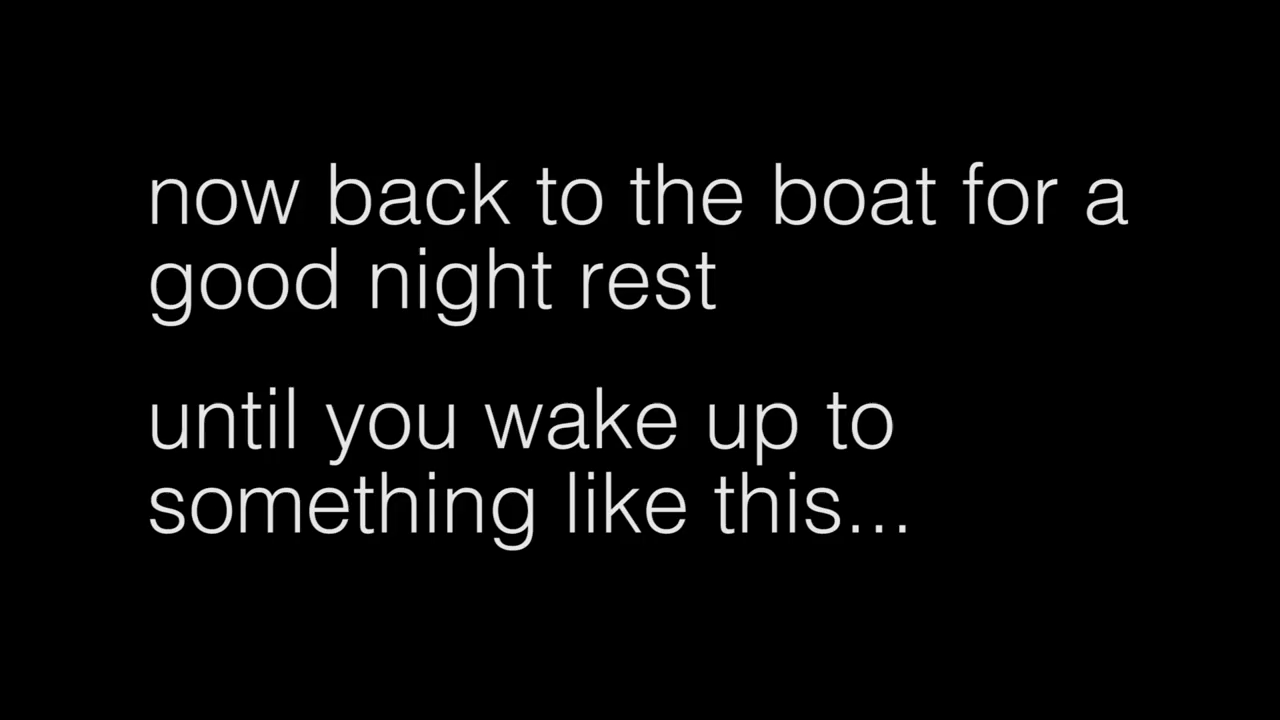 now back to the boat for a
good night rest
until you wake up to
something like this...